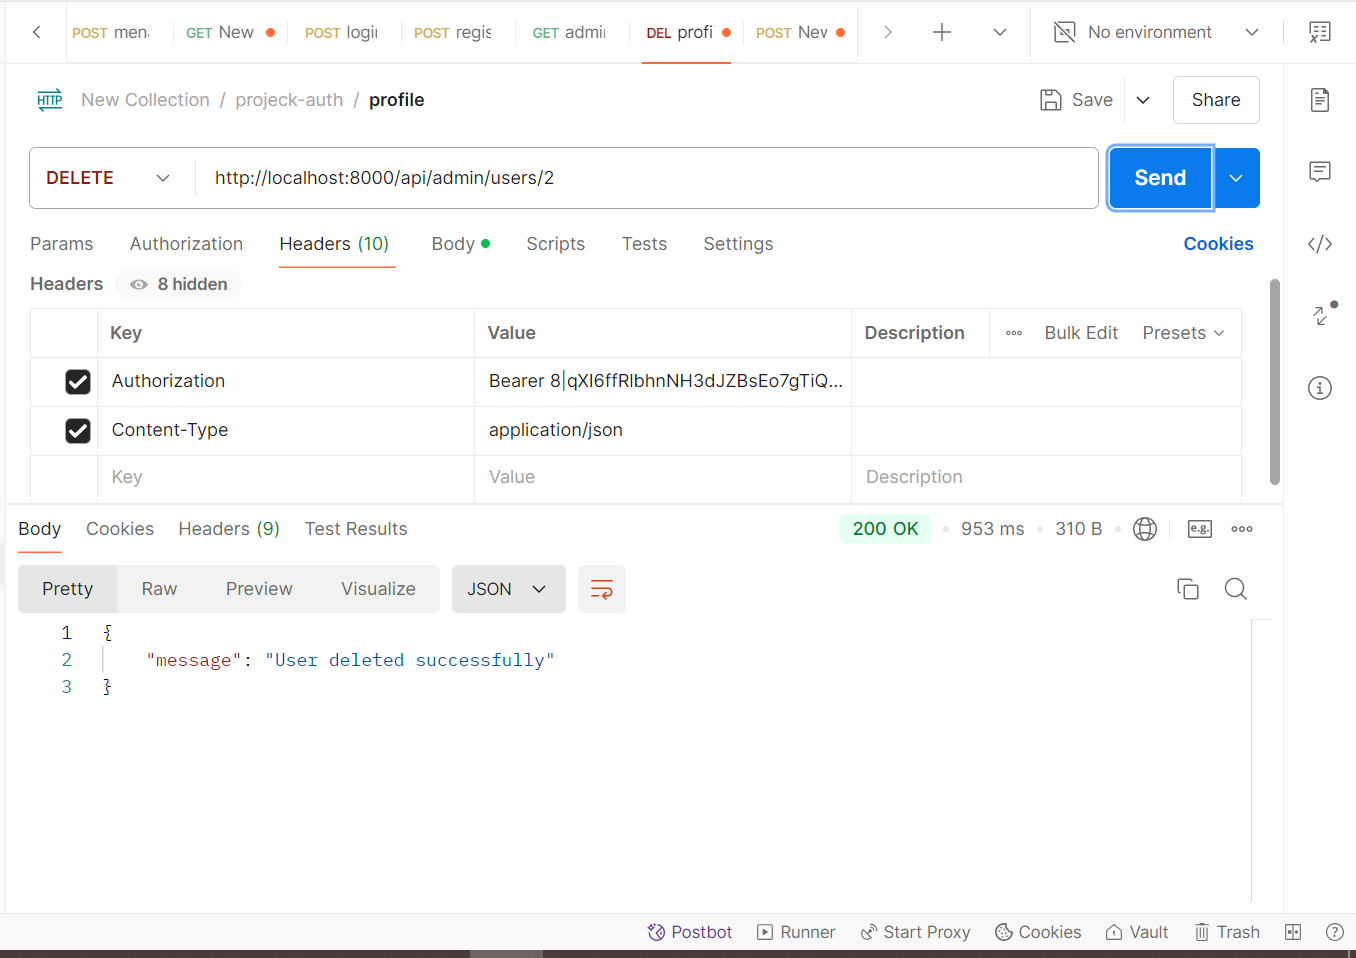 POST men
GET New
POST logi
POST regis
GET admi
DEL profi
POST New
No environment
HTTP New Collection / projeck-auth / profile
Save
Share
DELETE
http://localhost:8000/api/admin/users/2
Send
Params
Authorization
Headers (10)
Body
Scripts
Tests
Settings
Cookies
Headers
8 hidden
Key
Value
Description
Bulk Edit
Presets
Authorization
Bearer 8|qXI6ffRlbhnNH3dJZBsEo7gTiQ...
Content-Type
application/json
Key
Value
Description
Body
Cookies
Headers (9)
Test Results
200 OK
953 ms
310 B
e.g.
Pretty
Raw
Preview
Visualize
JSON
1 {
2 "message": "User deleted successfully"
3 }
Postbot
Runner
Start Proxy
Cookies
Vault
Trash